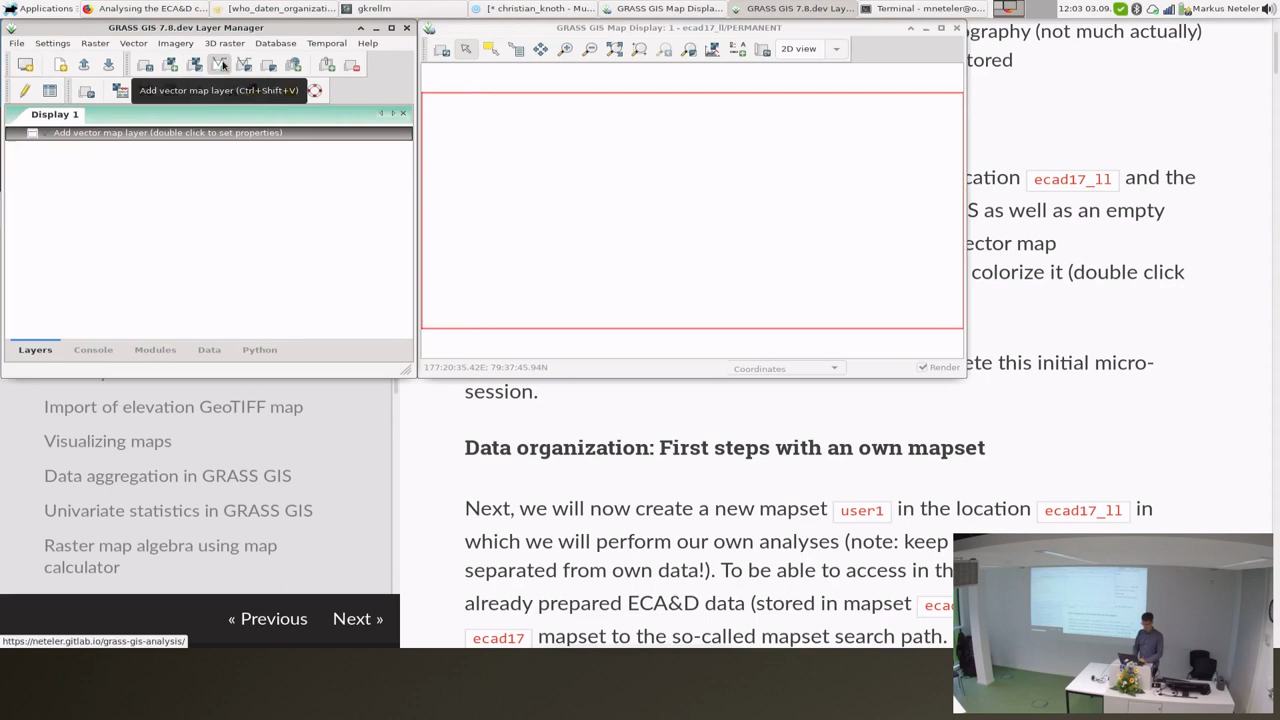 Applications
Analysing the ECA&D c...
[who_daten_organizati...
gkrellm
[* christian_knoth - Mu...
GRASS GIS Map Displa...
GRASS GIS 7.8.dev Lay...
Terminal - mneteler@o...
12:03 03.09.
Markus Neteler
GRASS GIS 7.8.dev Layer Manager
File Settings Raster Vector Imagery 3D raster Database Temporal Help
Add vector map layer (Ctrl+Shift+V)
Display 1
Add vector map layer (double click to set properties)
Layers Console Modules Data Python
GRASS GIS Map Display: 1 - ecad17_ll/PERMANENT
2D view
177:20:35.42E; 79:37:45.94N
Coordinates
Render
ography (not much actually)
tored
cation ecad17_ll and the
S as well as an empty
ector map
colorize it (double click
ete this initial micro-
session.
Data organization: First steps with an own mapset
Next, we will now create a new mapset user1 in the location ecad17_ll in
which we will perform our own analyses (note: keep
separated from own data!). To be able to access in th
already prepared ECA&D data (stored in mapset eca
ecad17 mapset to the so-called mapset search path.
Import of elevation GeoTIFF map
Visualizing maps
Data aggregation in GRASS GIS
Univariate statistics in GRASS GIS
Raster map algebra using map
calculator
« Previous Next »
https://neteler.gitlab.io/grass-gis-analysis/